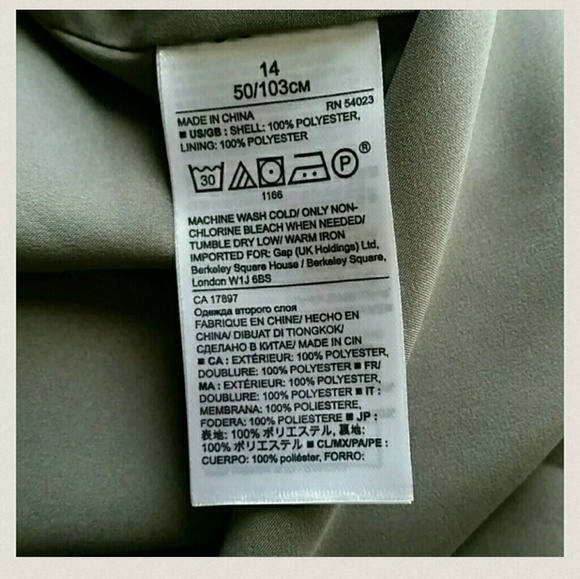 14
50/103CM
MADE IN CHINA RN 54023
■ US/GB : SHELL: 100% POLYESTER,
LINING: 100% POLYESTER
30 P ®
1166
MACHINE WASH COLD/ ONLY NON-
CHLORINE BLEACH WHEN NEEDED/
TUMBLE DRY LOW/ WARM IRON
IMPORTED FOR: Gap (UK Holdings) Ltd,
Berkeley Square House / Berkeley Square,
London W1J 6BS
CA 17897
Одежда второго слоя
FABRIQUE EN CHINE/ HECHO EN
CHINA/ DIBUAT DI TIONGKOK/
СДЕЛАНО В КИТАЕ/ MADE IN CIN
■ CA : EXTÉRIEUR: 100% POLYESTER,
DOUBLURE: 100% POLYESTER ■ FR/
MA : EXTÉRIEUR: 100% POLYESTER,
DOUBLURE: 100% POLYESTER ■ IT :
MEMBRANA: 100% POLIESTERE,
FODERA: 100% POLIESTERE ■ JP :
表地: 100% ポリエステル, 裏地:
100% ポリエステル ■ CL/MX/PA/PE :
CUERPO: 100% poliéster, FORRO: